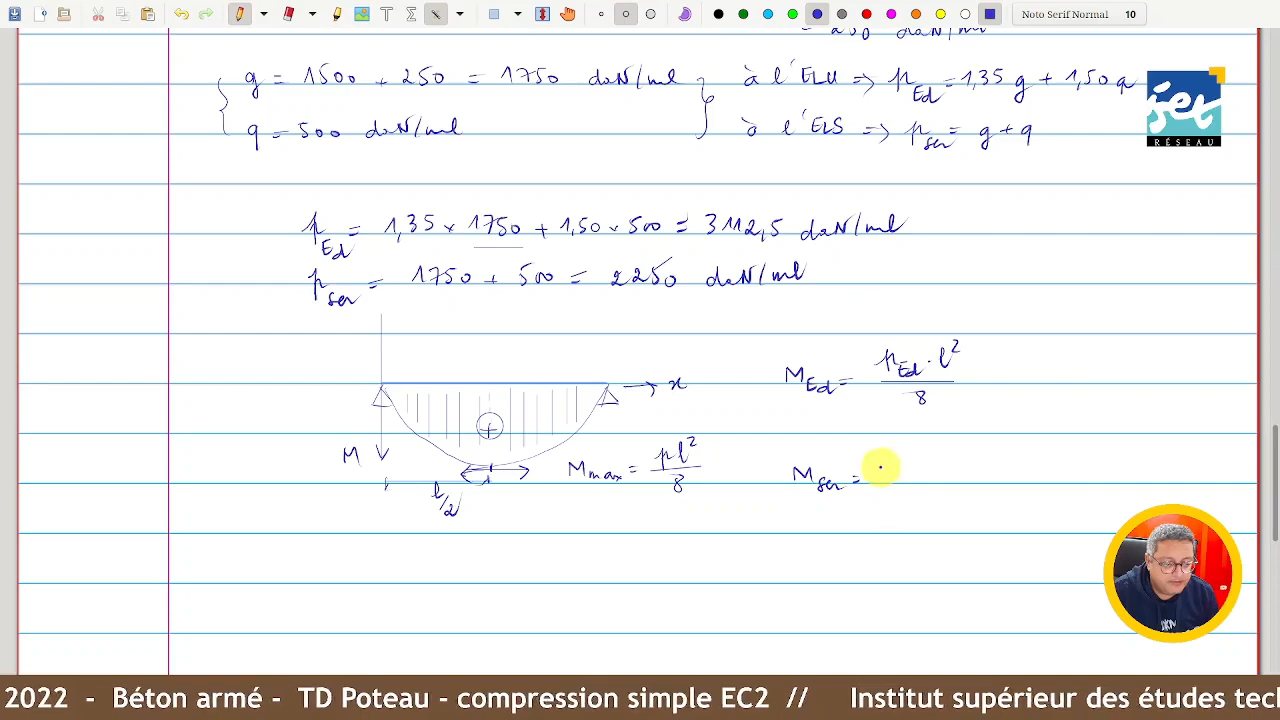 Noto Serif Normal 10
= 250 daN/ml
g = 1500 + 250 = 1750 daN/ml à l'ELU => p_Ed = 1,35 g + 1,50 q
q = 500 daN/ml à l'ELS => p_ser = g + q
iset
RÉSEAU
p_Ed = 1,35 × 1750 + 1,50 × 500 = 3112,5 daN/ml
p_ser = 1750 + 500 = 2250 daN/ml
M_Ed = p_Ed · l² / 8
x
M
M_max = pl² / 8
M_ser =
l/2
2022 - Béton armé - TD Poteau - compression simple EC2 // Institut supérieur des études tec